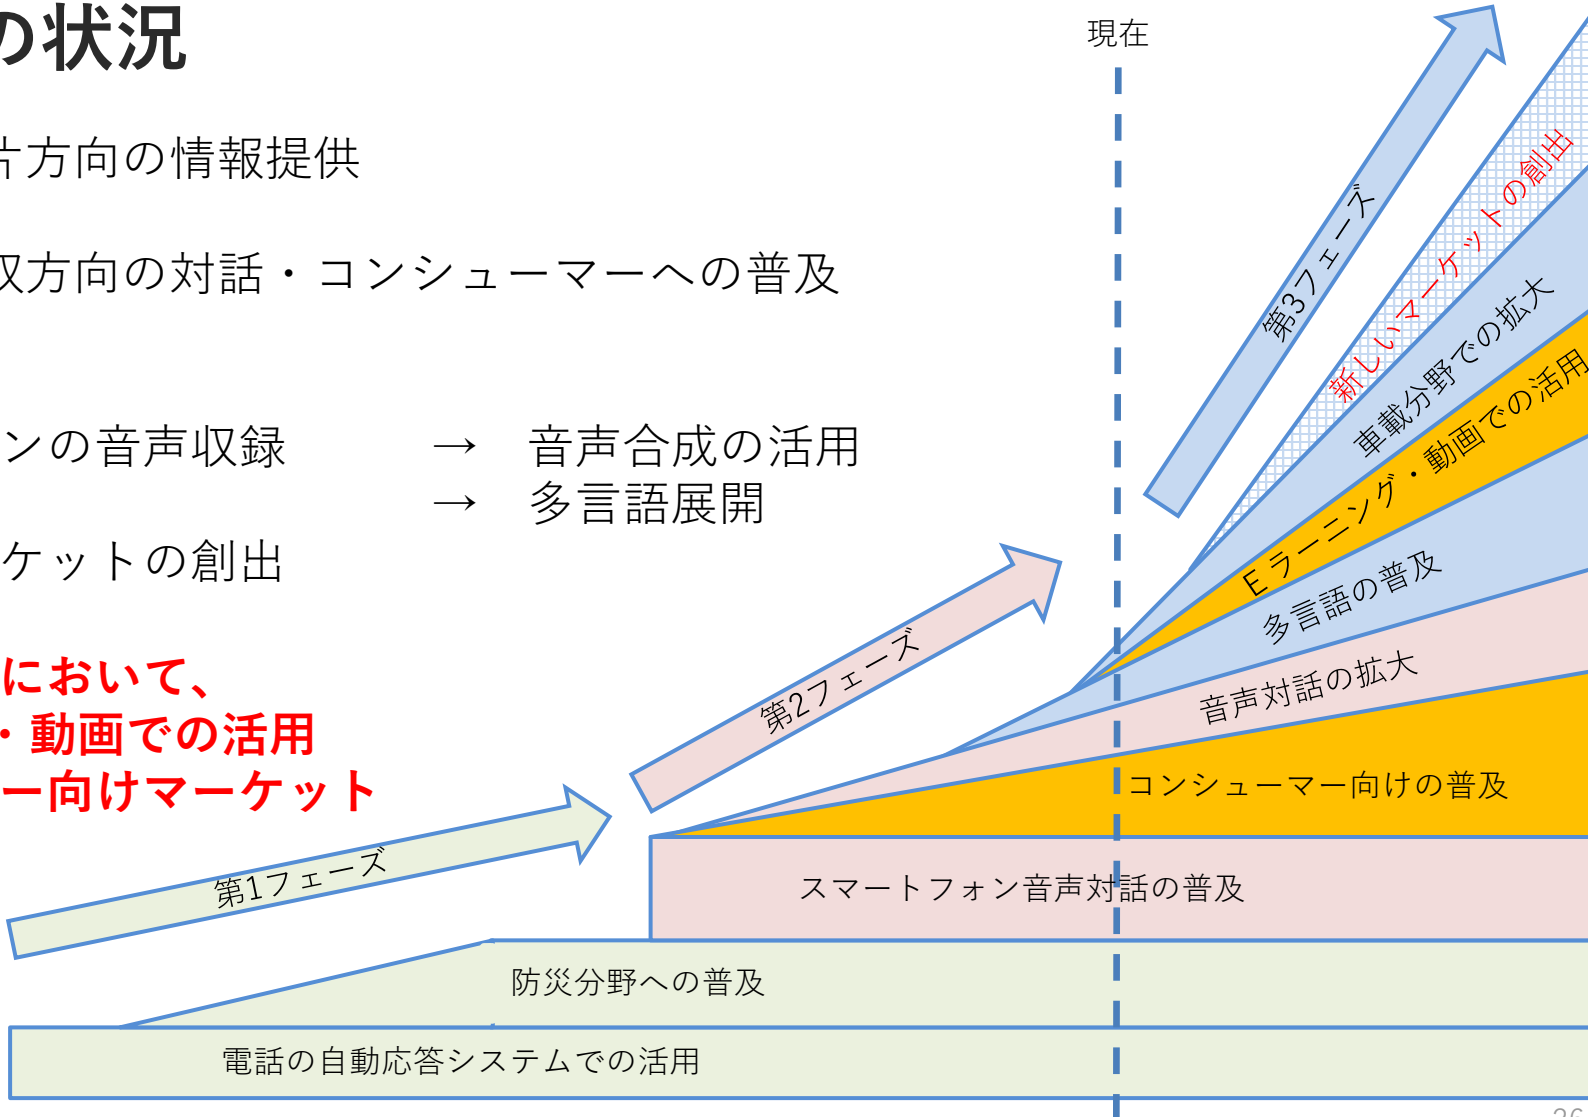 の状況
現在
片方向の情報提供
双方向の対話・コンシューマーへの普及
ンの音声収録 → 音声合成の活用
→ 多言語展開
ケットの創出
において、
・動画での活用
ー向けマーケット
第1フェーズ
第2フェーズ
第3フェーズ
新しいマーケットの創出
車載分野での拡大
Eラーニング・動画での活用
多言語の普及
音声対話の拡大
コンシューマー向けの普及
スマートフォン音声対話の普及
防災分野への普及
電話の自動応答システムでの活用